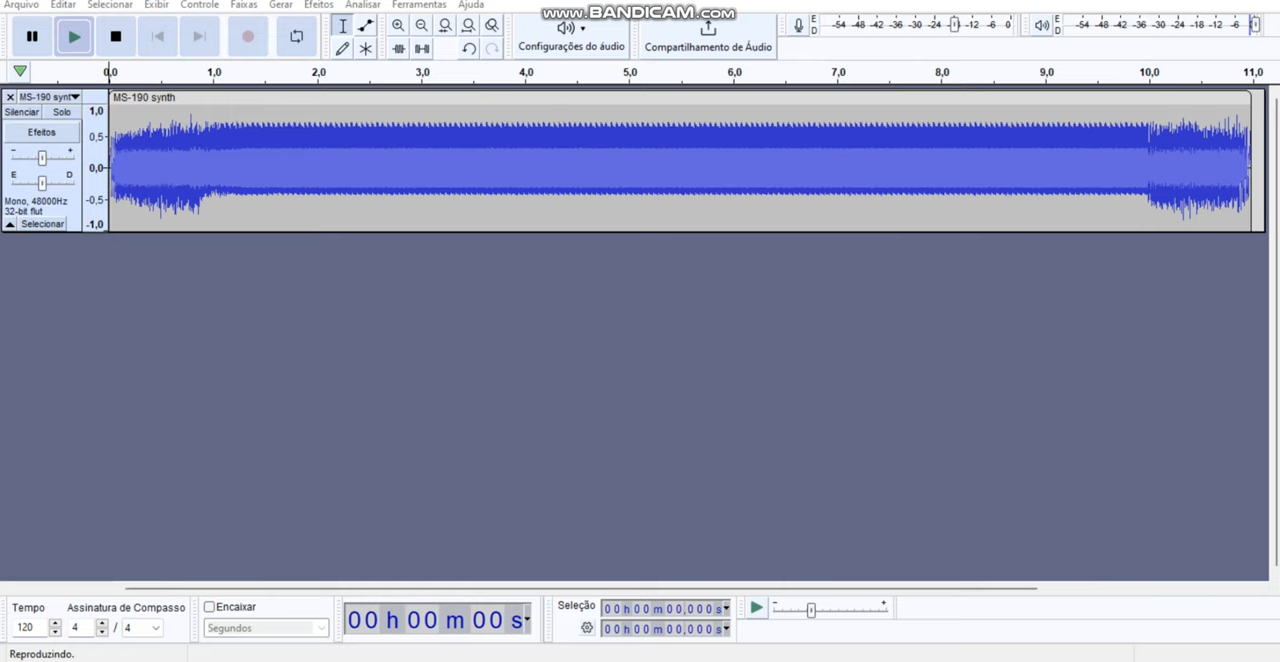 Arquivo Editar Selecionar Exibir Controle Faixas Gerar Efeitos Analisar Ferramentas Ajuda
www.BANDICAM.com
E D -54 -48 -42 -36 -30 -24 -12 -6 0
E D -54 -48 -42 -36 -30 -24 -18 -12 -6
Configurações do áudio
Compartilhamento de Áudio
0,0 1,0 2,0 3,0 4,0 5,0 6,0 7,0 8,0 9,0 10,0 11,0
MS-190 synt
MS-190 synth
Silenciar Solo
Efeitos
- +
E D
Mono, 48000Hz
32-bit flut
Selecionar
1,0
0,5
0,0
-0,5
-1,0
Tempo
120
Assinatura de Compasso
4 / 4
Encaixar
Segundos
00 h 00 m 00 s
Seleção
00 h 00 m 00,000 s
00 h 00 m 00,000 s
- +
Reproduzindo.